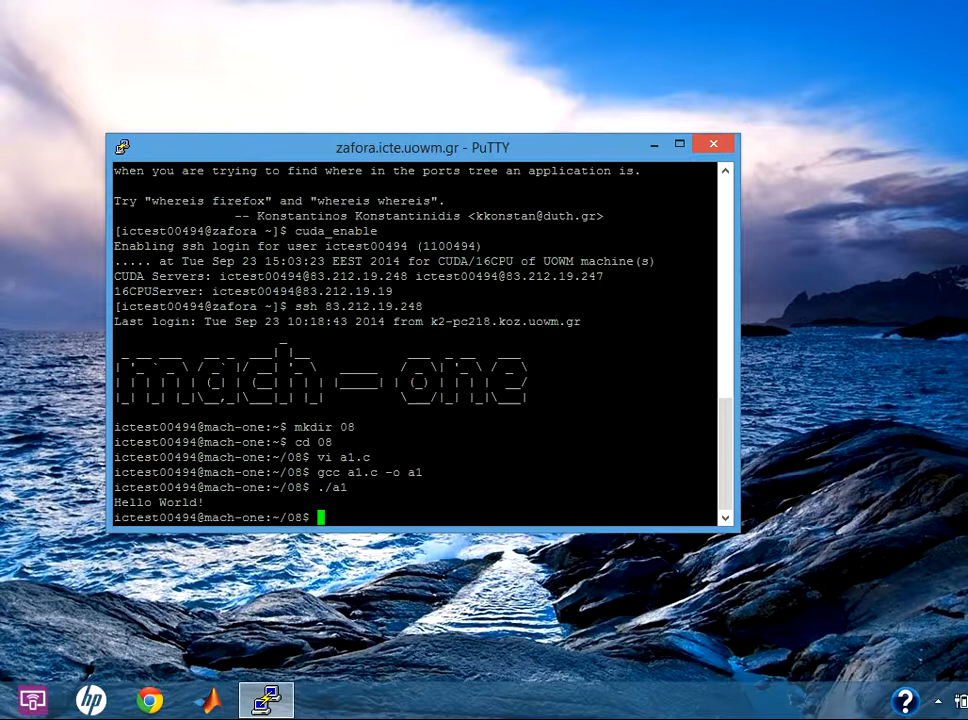 zafora.icte.uowm.gr - PuTTY
when you are trying to find where in the ports tree an application is.
Try "whereis firefox" and "whereis whereis".
-- Konstantinos Konstantinidis <kkonstan@duth.gr>
[ictest00494@zafora ~]$ cuda_enable
Enabling ssh login for user ictest00494 (1100494)
..... at Tue Sep 23 15:03:23 EEST 2014 for CUDA/16CPU of UOWM machine(s)
CUDA Servers: ictest00494@83.212.19.248 ictest00494@83.212.19.247
16CPUServer: ictest00494@83.212.19.19
[ictest00494@zafora ~]$ ssh 83.212.19.248
Last login: Tue Sep 23 10:18:43 2014 from k2-pc218.koz.uowm.gr
mach-one
ictest00494@mach-one:~$ mkdir 08
ictest00494@mach-one:~$ cd 08
ictest00494@mach-one:~/08$ vi a1.c
ictest00494@mach-one:~/08$ gcc a1.c -o a1
ictest00494@mach-one:~/08$ ./a1
Hello World!
ictest00494@mach-one:~/08$
hp
?